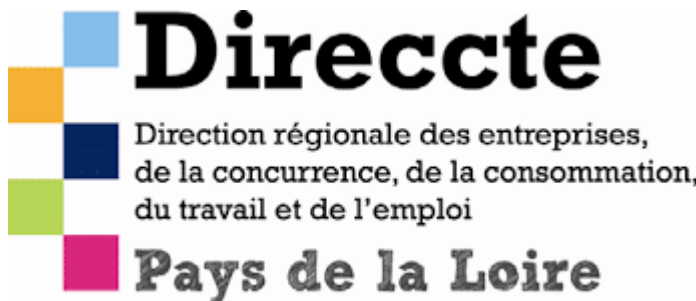 Direccte
Direction régionale des entreprises,
de la concurrence, de la consommation,
du travail et de l'emploi
Pays de la Loire